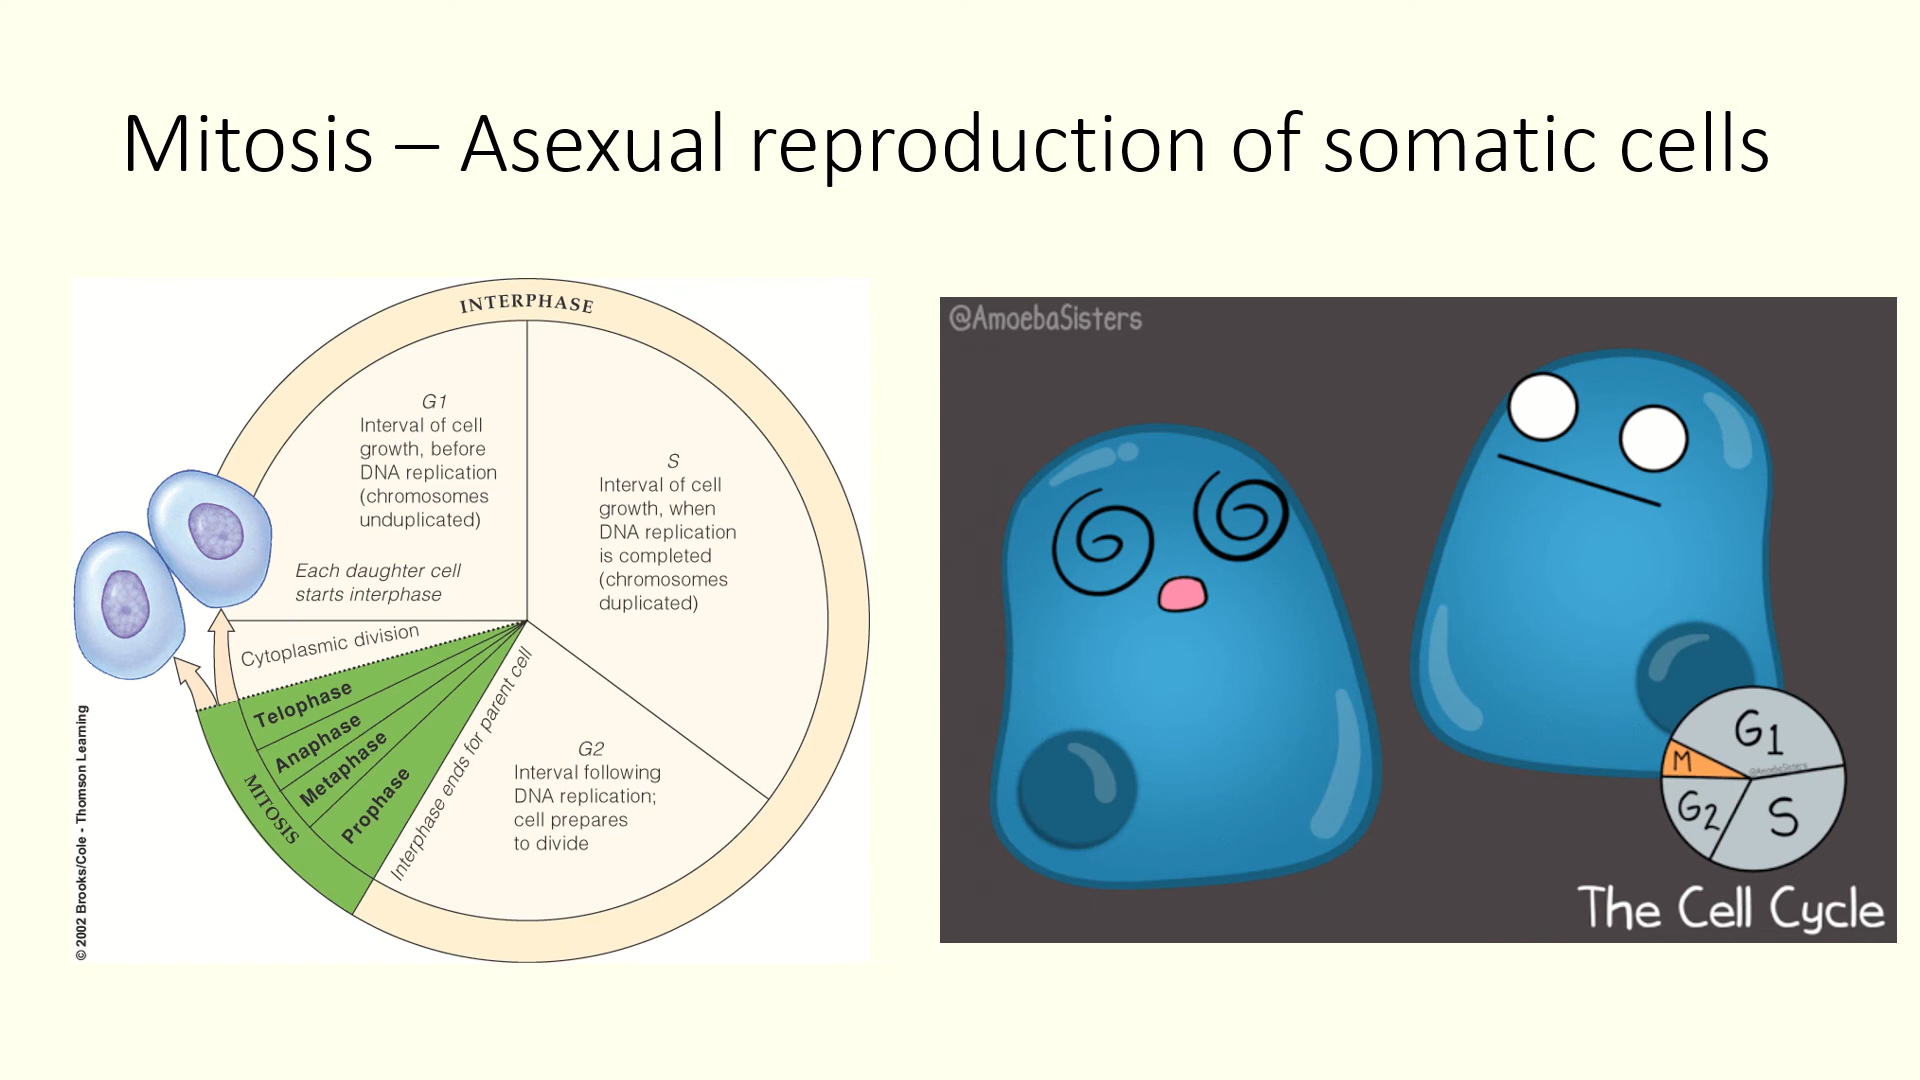 Mitosis – Asexual reproduction of somatic cells
INTERPHASE
G1
Interval of cell
growth, before
DNA replication
(chromosomes
unduplicated)
S
Interval of cell
growth, when
DNA replication
is completed
(chromosomes
duplicated)
Each daughter cell
starts interphase
Cytoplasmic division
Telophase
Anaphase
Metaphase
Prophase
MITOSIS
Interphase ends for parent cell
G2
Interval following
DNA replication;
cell prepares
to divide
© 2002 Brooks/Cole - Thomson Learning
@AmoebaSisters
G1
M
@AmoebaSisters
G2
S
The Cell Cycle